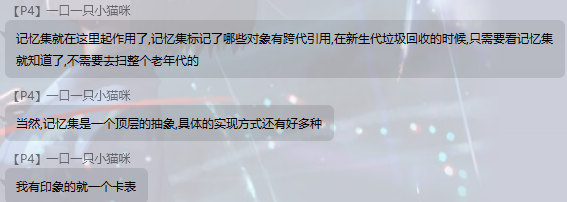 【P4】一口一只小猫咪
记忆集就在这里起作用了,记忆集标记了哪些对象有跨代引用,在新生代垃圾回收的时候,只需要看记忆集
就知道了,不需要去扫整个老年代的
【P4】一口一只小猫咪
当然,记忆集是一个顶层的抽象,具体的实现方式还有好多种
【P4】一口一只小猫咪
我有印象的就一个卡表